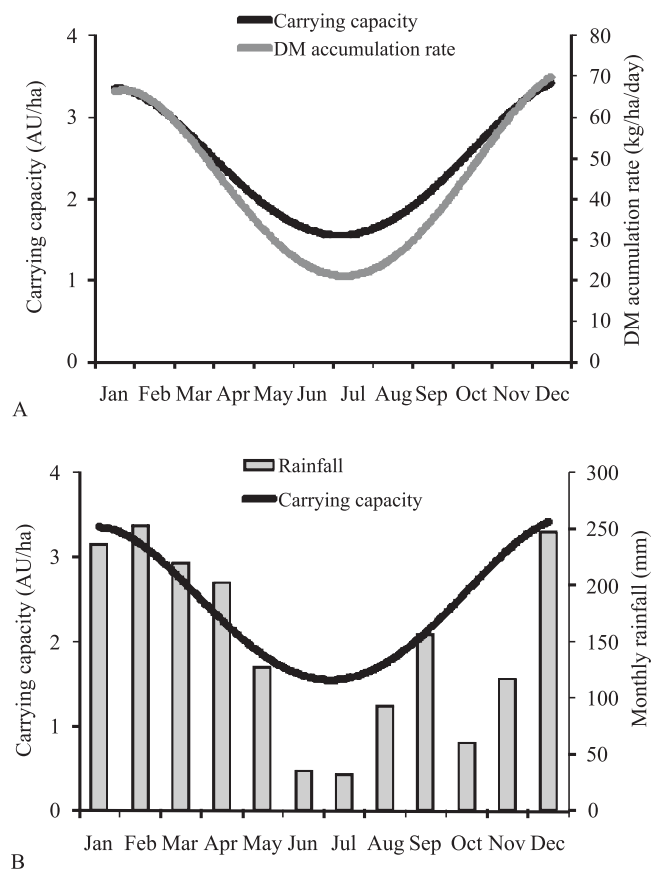 Carrying capacity
DM accumulation rate
4
3
2
1
0
Carrying capacity (AU/ha)
80
70
60
50
40
30
20
10
0
DM acumulation rate (kg/ha/day)
Jan Feb Mar Apr May Jun Jul Aug Sep Oct Nov Dec
A
Rainfall
Carrying capacity
4
3
2
1
0
Carrying capacity (AU/ha)
300
250
200
150
100
50
0
Monthly rainfall (mm)
Jan Feb Mar Apr May Jun Jul Aug Sep Oct Nov Dec
B